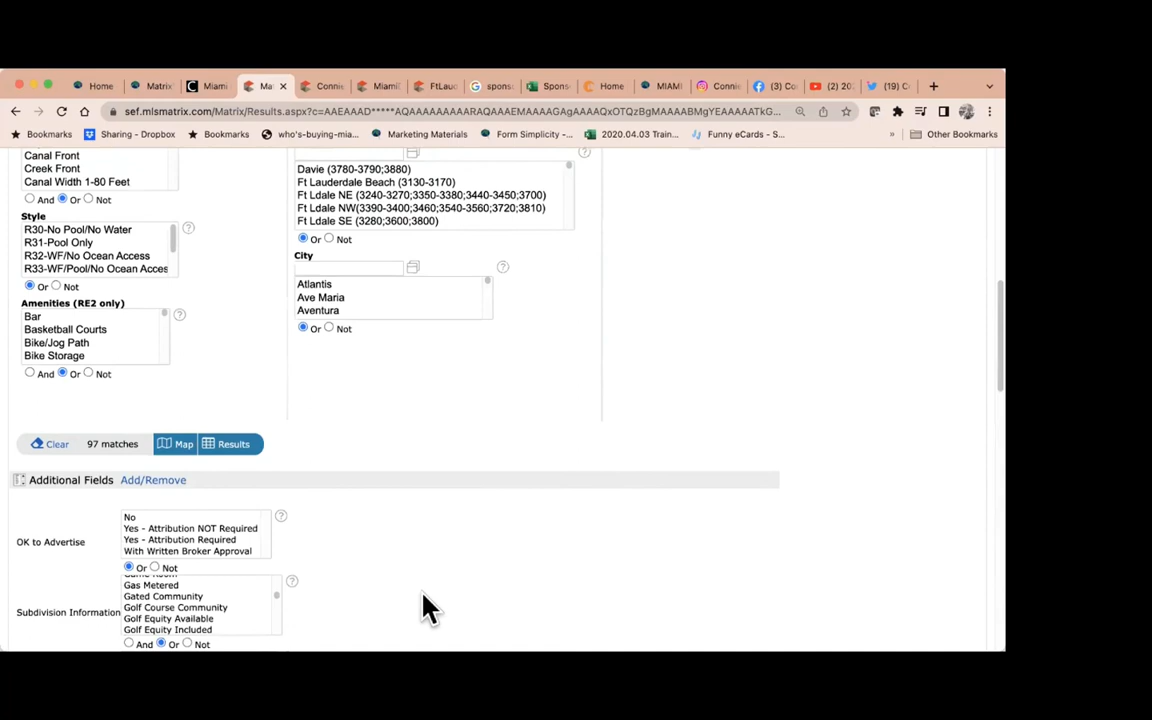 Home Matrix Miami Mat Connie Miami FtLaud spons Spons Home MIAMI Connie (3) Co (2) 20 (19) C
sef.mlsmatrix.com/Matrix/Results.aspx?c=AAEAAAD*****AQAAAAAAAAARAQAAAEMAAAAGAgAAAAQxOTQzBgMAAAABMgYEAAAAATkG...
Bookmarks Sharing - Dropbox Bookmarks who's-buying-mia... Marketing Materials Form Simplicity -... 2020.04.03 Train... Funny eCards - S... » Other Bookmarks
Canal Front
Creek Front
Canal Width 1-80 Feet
And Or Not
Style
R30-No Pool/No Water
R31-Pool Only
R32-WF/No Ocean Access
R33-WF/Pool/No Ocean Acces
Or Not
Amenities (RE2 only)
Bar
Basketball Courts
Bike/Jog Path
Bike Storage
And Or Not
Davie (3780-3790;3880)
Ft Lauderdale Beach (3130-3170)
Ft Ldale NE (3240-3270;3350-3380;3440-3450;3700)
Ft Ldale NW(3390-3400;3460;3540-3560;3720;3810)
Ft Ldale SE (3280;3600;3800)
Or Not
City
Atlantis
Ave Maria
Aventura
Or Not
Clear 97 matches Map Results
Additional Fields Add/Remove
OK to Advertise
No
Yes - Attribution NOT Required
Yes - Attribution Required
With Written Broker Approval
Or Not
Subdivision Information
Game Room
Gas Metered
Gated Community
Golf Course Community
Golf Equity Available
Golf Equity Included
And Or Not